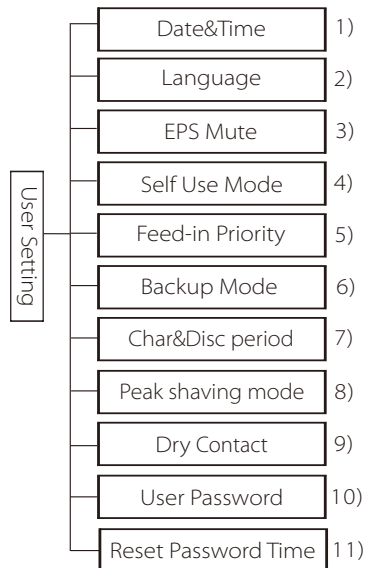 User Setting
Date&Time 1)
Language 2)
EPS Mute 3)
Self Use Mode 4)
Feed-in Priority 5)
Backup Mode 6)
Char&Disc period 7)
Peak shaving mode 8)
Dry Contact 9)
User Password 10)
Reset Password Time 11)